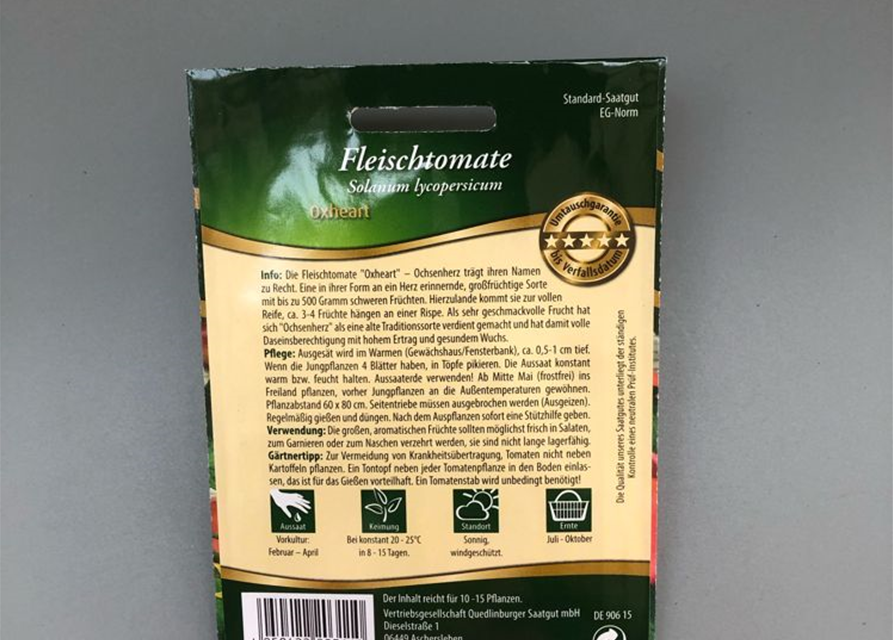 Standard-Saatgut
EG-Norm
Fleischtomate
Solanum lycopersicum
Oxheart
Umtauschgarantie
bis Verfallsdatum
Info: Die Fleischtomate "Oxheart" – Ochsenherz trägt ihren Namen
zu Recht. Eine in ihrer Form an ein Herz erinnernde, großfrüchtige Sorte
mit bis zu 500 Gramm schweren Früchten. Hierzulande kommt sie zur vollen
Reife, ca. 3-4 Früchte hängen an einer Rispe. Als sehr geschmackvolle Frucht hat
sich "Ochsenherz" als eine alte Traditionssorte verdient gemacht und hat damit volle
Daseinsberechtigung mit hohem Ertrag und gesundem Wuchs.
Pflege: Ausgesät wird im Warmen (Gewächshaus/Fensterbank), ca. 0,5-1 cm tief.
Wenn die Jungpflanzen 4 Blätter haben, in Töpfe pikieren. Die Aussaat konstant
warm bzw. feucht halten. Aussaaterde verwenden! Ab Mitte Mai (frostfrei) ins
Freiland pflanzen, vorher Jungpflanzen an die Außentemperaturen gewöhnen.
Pflanzabstand 60 x 80 cm. Seitentriebe müssen ausgebrochen werden (Ausgeizen).
Regelmäßig gießen und düngen. Nach dem Auspflanzen sofort eine Stützhilfe geben.
Verwendung: Die großen, aromatischen Früchte sollten möglichst frisch in Salaten,
zum Garnieren oder zum Naschen verzehrt werden, sie sind nicht lange lagerfähig.
Gärtnertipp: Zur Vermeidung von Krankheitsübertragung, Tomaten nicht neben
Kartoffeln pflanzen. Ein Tontopf neben jeder Tomatenpflanze in den Boden einlas-
sen, das ist für das Gießen vorteilhaft. Ein Tomatenstab wird unbedingt benötigt!
Die Qualität unseres Saatgutes unterliegt der ständigen
Kontrolle eines neutralen Prüf-Institutes.
Aussaat
Vorkultur:
Februar – April
Keimung
Bei konstant 20 - 25°C
in 8 - 15 Tagen.
Standort
Sonnig,
windgeschützt.
Ernte
Juli - Oktober
Der Inhalt reicht für 10 -15 Pflanzen.
Vertriebsgesellschaft Quedlinburger Saatgut mbH
Dieselstraße 1
06449 Aschersleben
DE 906 15